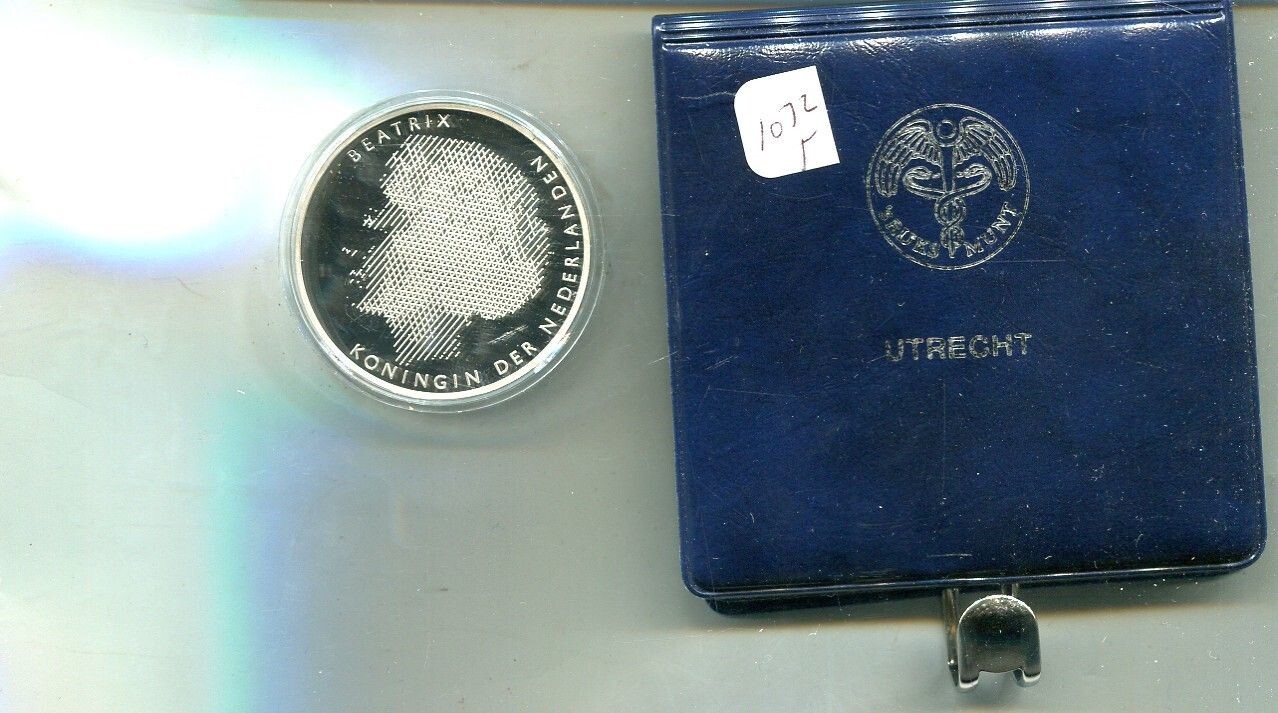 BEATRIX
KONINGIN DER NEDERLANDEN
1072
'S RIJKS MUNT
UTRECHT